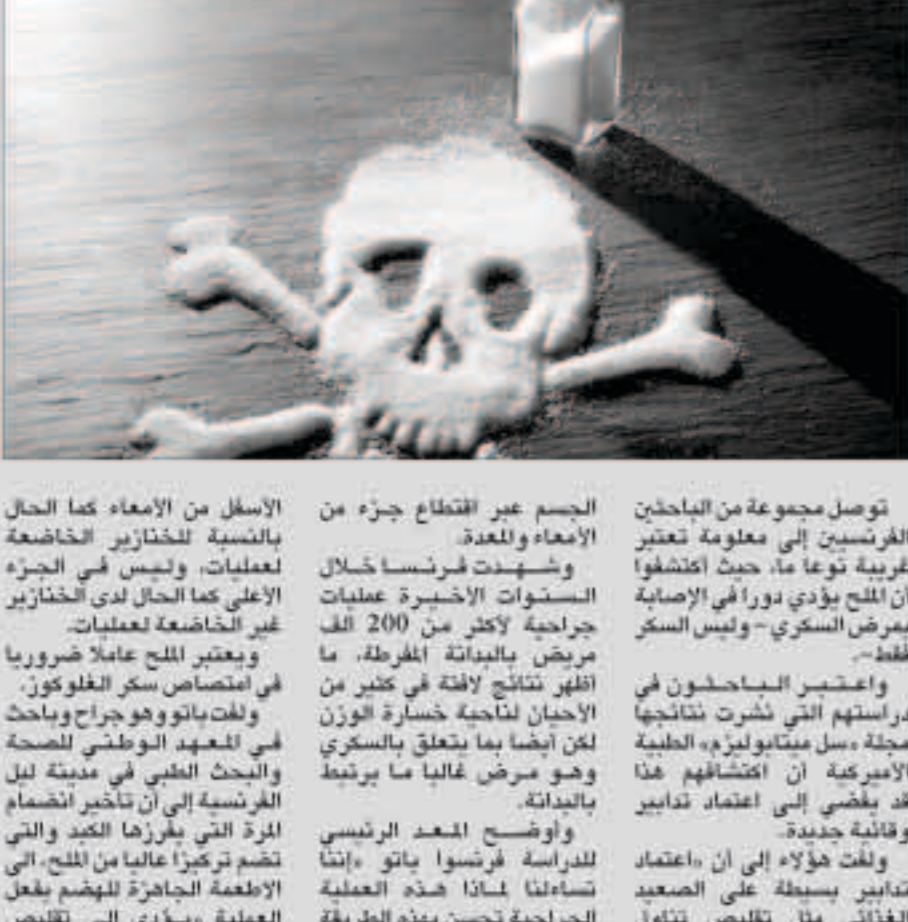 توصل مجموعة من الباحثين
الفرنسيين إلى معلومة تعتبر
غريبة نوعا ما، حيث أكتشفوا
أن الملح يؤدي دورا في الإصابة
بمرض السكري - وليس السكر
فقط-.
واعتبر الباحثون في
دراستهم التي نشرت نتائجها
مجلة «سل ميتابوليزم» الطبية
الأميركية أن اكتشافهم هذا
قد يفضي إلى اعتماد تدابير
وقائية جديدة.
ولفت هؤلاء إلى أن «اعتماد
تدابير بسيطة على الصعيد
تقليص تناول
الجسم عبر اقتطاع جزء من
الأمعاء والمعدة.
وشهدت فرنسا خلال
السنوات الأخيرة عمليات
جراحية لأكثر من 200 ألف
مريض بالبدانة المفرطة، ما
أظهر نتائج لافتة في كثير من
الأحيان لناحية خسارة الوزن
لكن أيضا بما يتعلق بالسكري
وهو مرض غالبا ما يرتبط
بالبدانة.
وأوضح المعد الرئيسي
للدراسة فرنسوا باتو «إننا
تساءلنا لماذا هذه العملية
الجراحية تحسن بهذه الطريقة
الأسفل من الأمعاء كما الحال
بالنسبة للخنازير الخاضعة
لعمليات، وليس في الجزء
الأعلى كما الحال لدى الخنازير
غير الخاضعة لعمليات.
ويعتبر الملح عاملا ضروريا
في امتصاص سكر الغلوكوز.
ولفت باتو وهو جراح وباحث
في المعهد الوطني للصحة
والبحث الطبي في مدينة ليل
الفرنسية إلى أن تأخير انضمام
المرة التي يفرزها الكبد والتي
تضم تركيزا عاليا من الملح، الى
الاطعمة الجاهزة للهضم بفعل
العملية «يؤدي إلى تقليص